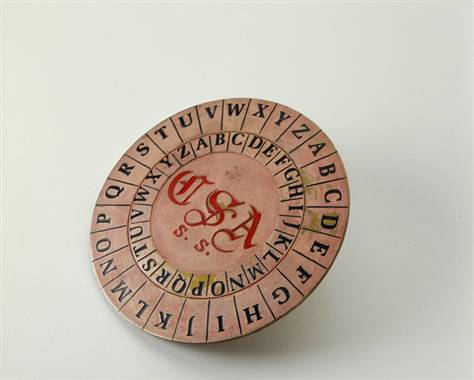 A B C D E F G H I J K L M N O P Q R S T U V W X Y Z
A B C D E F G H I J K L M N O P Q R S T U V W X Y Z
CSA
S. S.